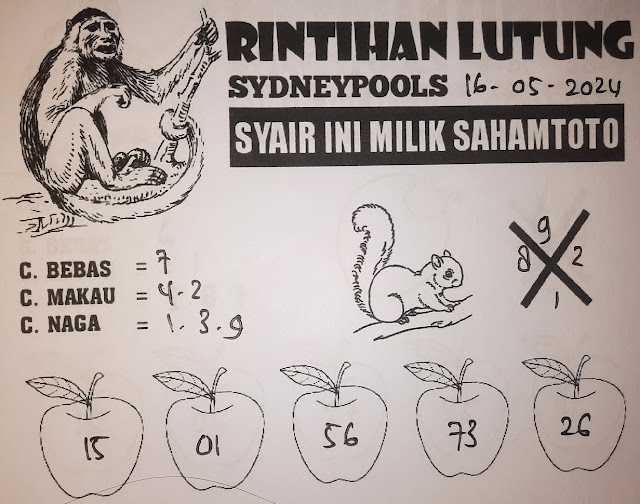 RINTIHAN LUTUNG
SYDNEYPOOLS 16-05-2024
SYAIR INI MILIK SAHAMTOTO
C. BEBAS = 7
C. MAKAU = 4.2
C. NAGA = 1.3.9
9
8 2
1
15 01 56 73 26